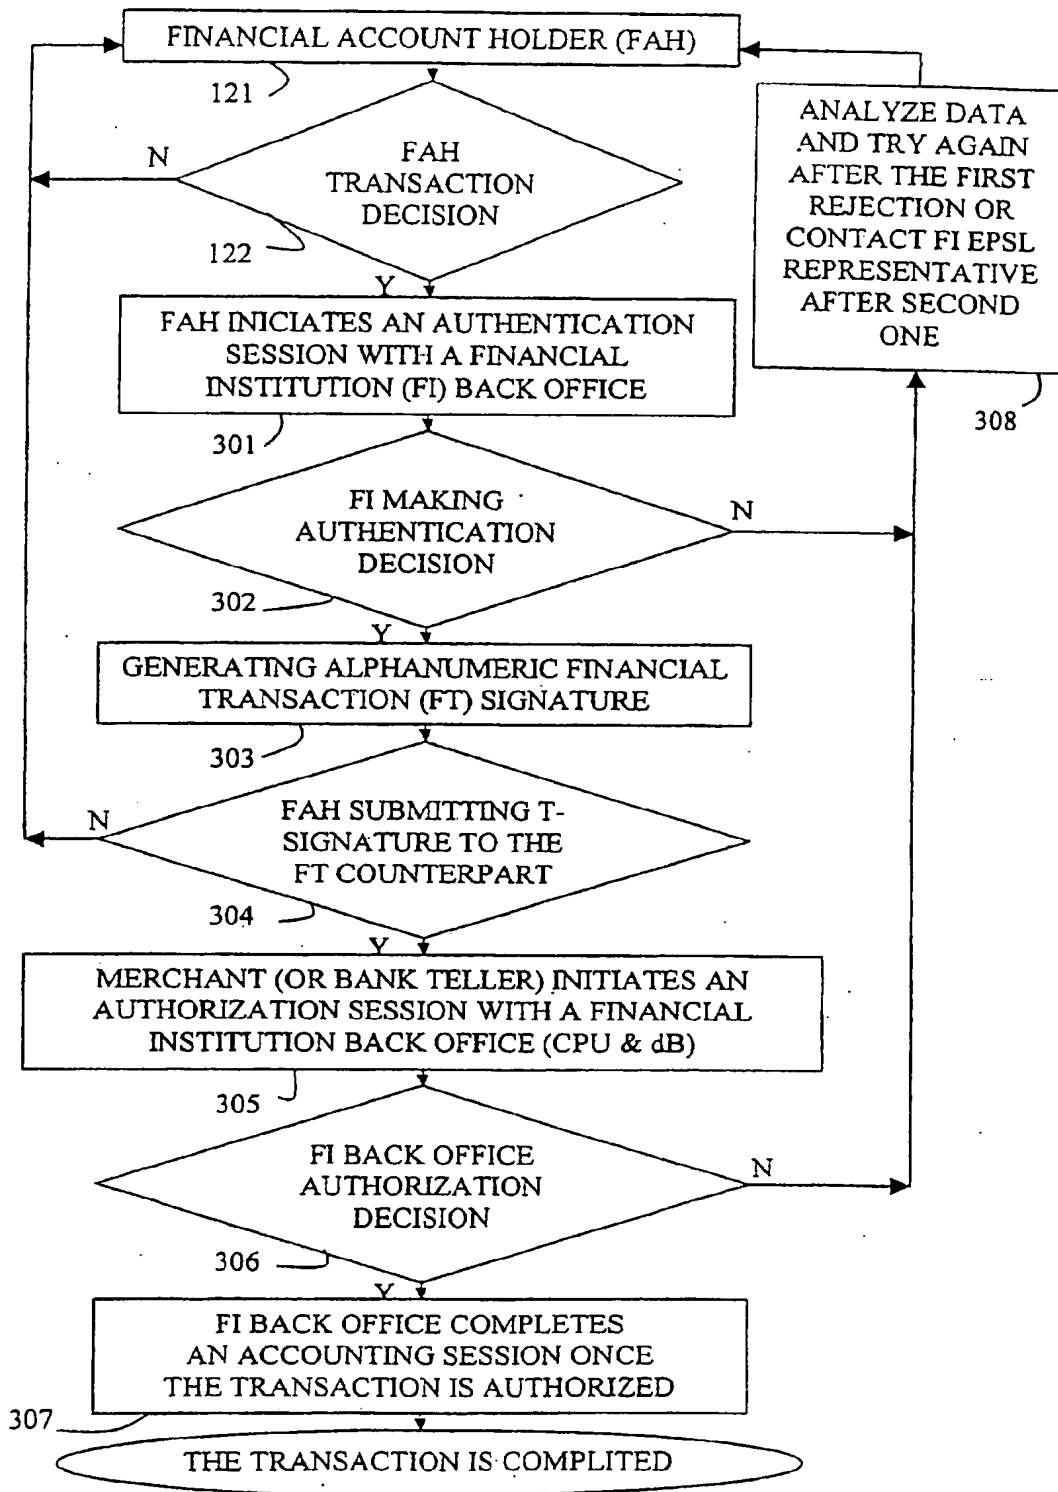 FINANCIAL ACCOUNT HOLDER (FAH)
121
N
FAH
TRANSACTION
DECISION
122
Y
ANALYZE DATA
AND TRY AGAIN
AFTER THE FIRST
REJECTION OR
CONTACT FI EPSL
REPRESENTATIVE
AFTER SECOND
ONE
308
FAH INICIATES AN AUTHENTICATION
SESSION WITH A FINANCIAL
INSTITUTION (FI) BACK OFFICE
301
FI MAKING
AUTHENTICATION
DECISION
N
302
Y
GENERATING ALPHANUMERIC FINANCIAL
TRANSACTION (FT) SIGNATURE
303
N
FAH SUBMITTING T-
SIGNATURE TO THE
FT COUNTERPART
304
Y
MERCHANT (OR BANK TELLER) INITIATES AN
AUTHORIZATION SESSION WITH A FINANCIAL
INSTITUTION BACK OFFICE (CPU & dB)
305
FI BACK OFFICE
AUTHORIZATION
DECISION
N
306
Y
FI BACK OFFICE COMPLETES
AN ACCOUNTING SESSION ONCE
THE TRANSACTION IS AUTHORIZED
307
THE TRANSACTION IS COMPLITED